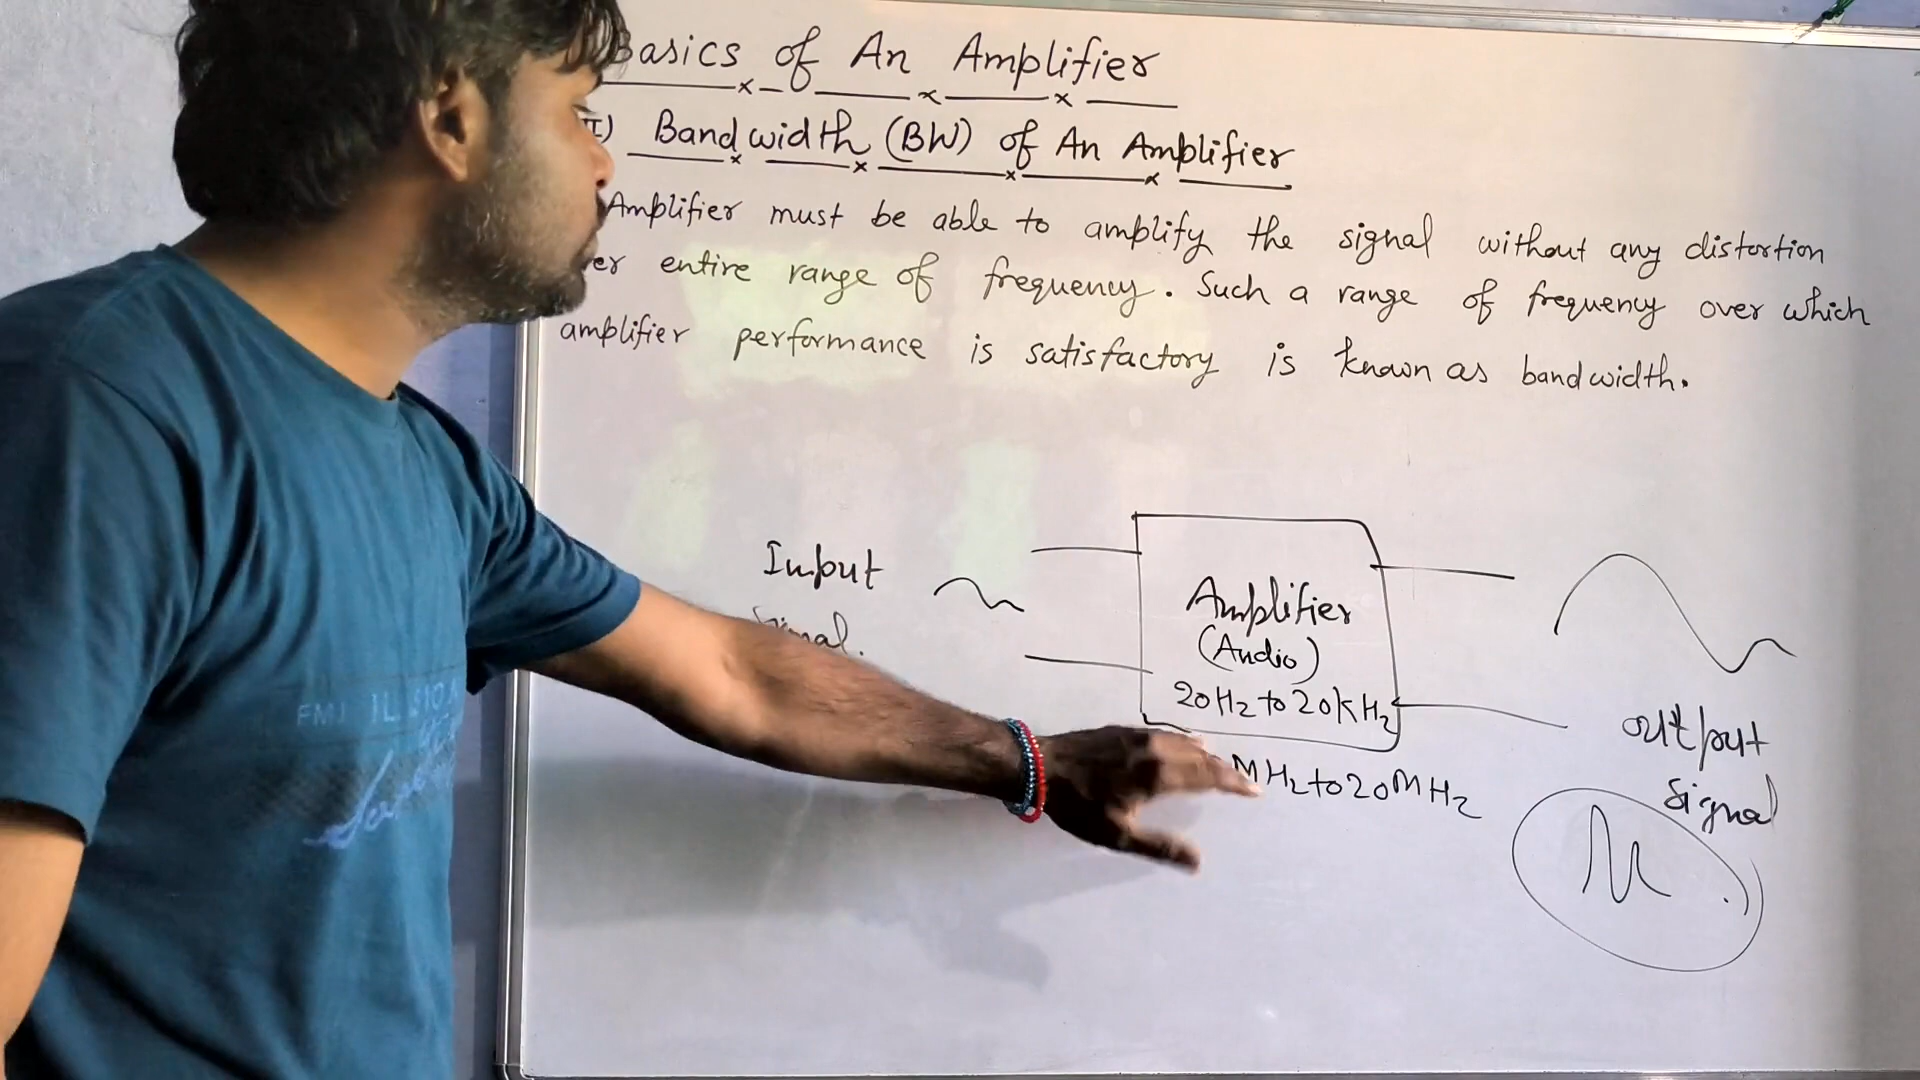 Basics of An Amplifier
II) Bandwidth (BW) of An Amplifier
Amplifier must be able to amplify the signal without any distortion
entire range of frequency. Such a range of frequency over which
amplifier performance is satisfactory is known as bandwidth.
Input
Signal.
Amplifier
(Audio)
20Hz to 20KHz
MHz to 20MHz
output
signal